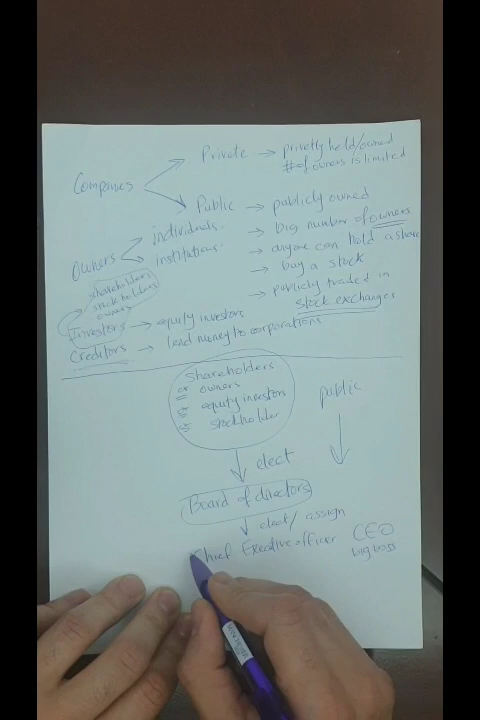 Companies
Private → privetly held/owned
# of owners is limited
Public → publicly owned
→ big number of owners
→ anyone can hold a share
→ buy a stock
→ publicly traded in
stock exchanges
Owners
individuals.
institutions.
shareholders
stockholders
owners
Investors → equity investors
Creditors → lend money to corporations
Shareholders
or owners
or equity investors
or stockholder
public
elect
Board of directors
elect/assign
Chief Executive officer CEO
big boss